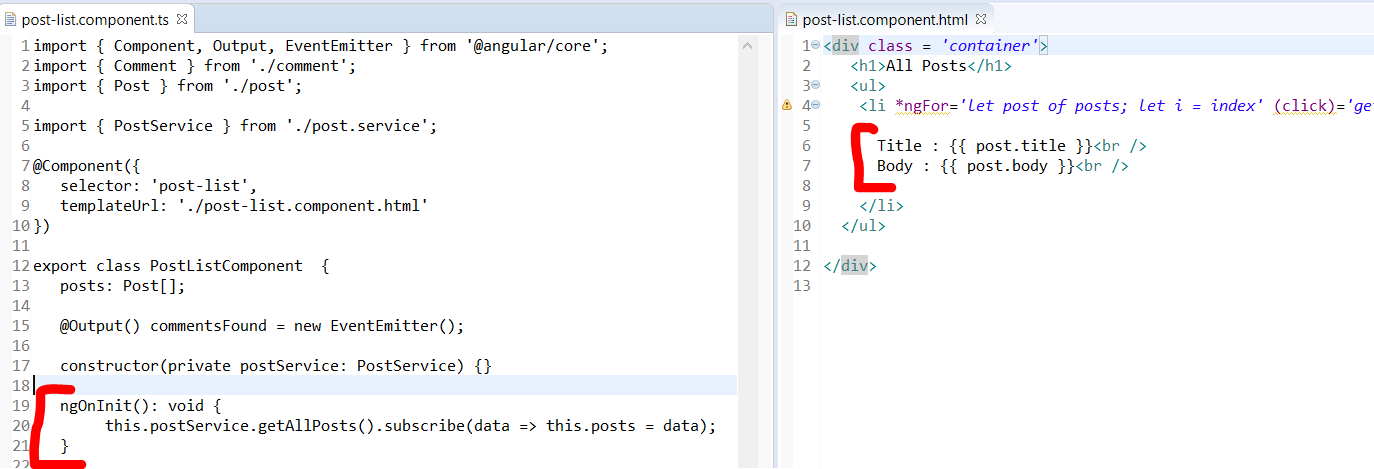 post-list.component.ts
1 import { Component, Output, EventEmitter } from '@angular/core';
2 import { Comment } from './comment';
3 import { Post } from './post';
4
5 import { PostService } from './post.service';
6
7 @Component({
8    selector: 'post-list',
9    templateUrl: './post-list.component.html'
10 })
11
12 export class PostListComponent  {
13    posts: Post[];
14
15    @Output() commentsFound = new EventEmitter();
16
17    constructor(private postService: PostService) {}
18
19    ngOnInit(): void {
20         this.postService.getAllPosts().subscribe(data => this.posts = data);
21    }
22
post-list.component.html
1 <div class = 'container'>
2    <h1>All Posts</h1>
3    <ul>
4     <li *ngFor='let post of posts; let i = index' (click)='get
5
6       Title : {{ post.title }}<br />
7       Body : {{ post.body }}<br />
8
9     </li>
10   </ul>
11
12 </div>
13